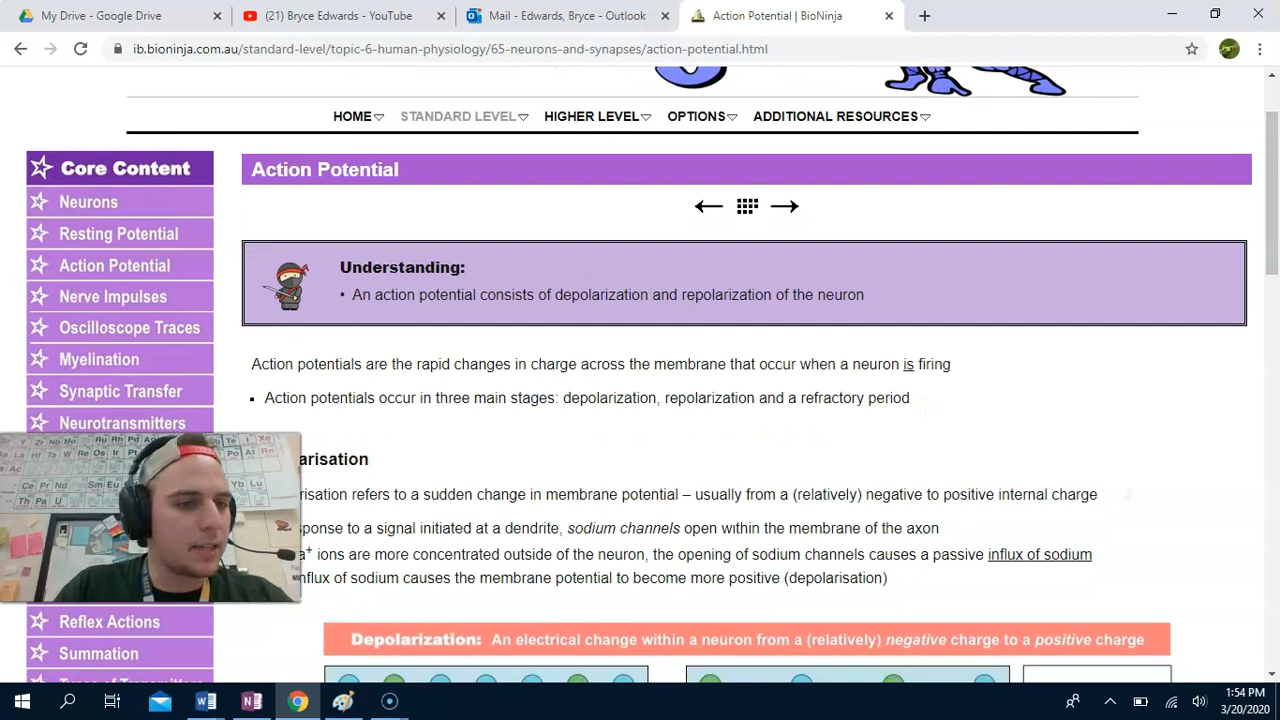 My Drive - Google Drive
(21) Bryce Edwards - YouTube
Mail - Edwards, Bryce - Outlook
Action Potential | BioNinja
ib.bioninja.com.au/standard-level/topic-6-human-physiology/65-neurons-and-synapses/action-potential.html
HOME STANDARD LEVEL HIGHER LEVEL OPTIONS ADDITIONAL RESOURCES
Core Content
Neurons
Resting Potential
Action Potential
Nerve Impulses
Oscilloscope Traces
Myelination
Synaptic Transfer
Neurotransmitters
Reflex Actions
Summation
Types of Transmitters
Action Potential
Understanding:
• An action potential consists of depolarization and repolarization of the neuron
Action potentials are the rapid changes in charge across the membrane that occur when a neuron is firing
Action potentials occur in three main stages: depolarization, repolarization and a refractory period
arisation
risation refers to a sudden change in membrane potential – usually from a (relatively) negative to positive internal charge
sponse to a signal initiated at a dendrite, sodium channels open within the membrane of the axon
a+ ions are more concentrated outside of the neuron, the opening of sodium channels causes a passive influx of sodium
nflux of sodium causes the membrane potential to become more positive (depolarisation)
Depolarization: An electrical change within a neuron from a (relatively) negative charge to a positive charge
1:54 PM
3/20/2020